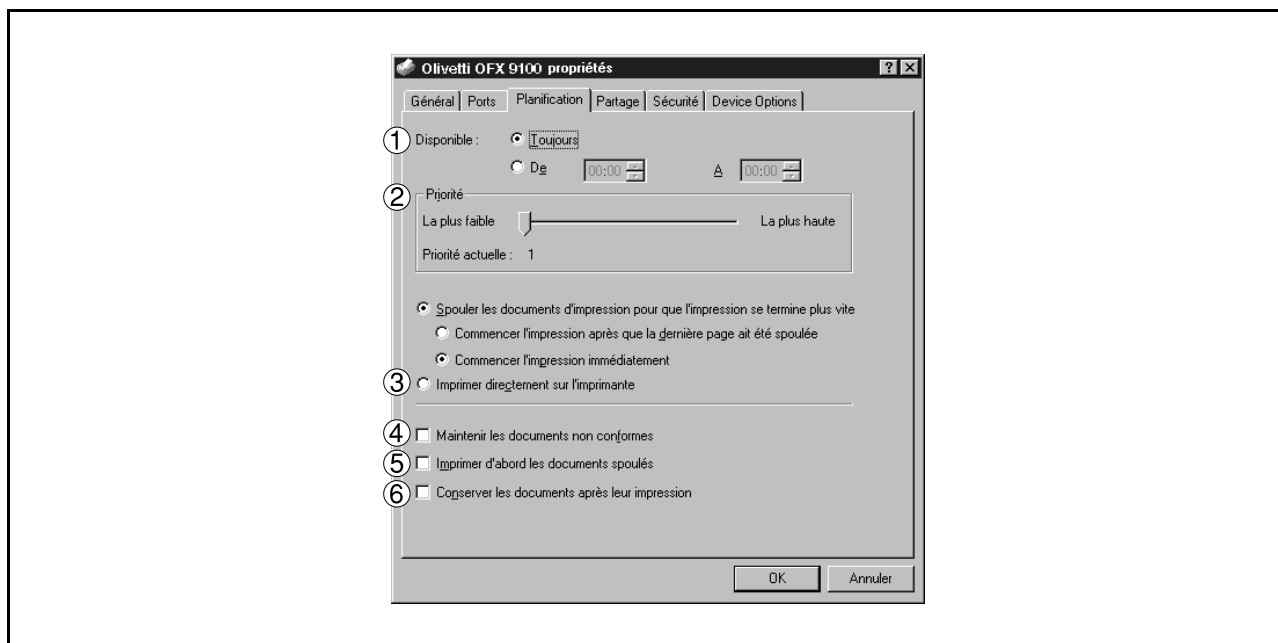 Olivetti OFX 9100 propriétés
Général Ports Planification Partage Sécurité Device Options
1 Disponible : Toujours
De 00:00 A 00:00
2 Priorité
La plus faible La plus haute
Priorité actuelle : 1
Spouler les documents d'impression pour que l'impression se termine plus vite
Commencer l'impression après que la dernière page ait été spoulée
Commencer l'impression immédiatement
3 Imprimer directement sur l'imprimante
4 Maintenir les documents non conformes
5 Imprimer d'abord les documents spoulés
6 Conserver les documents après leur impression
OK Annuler